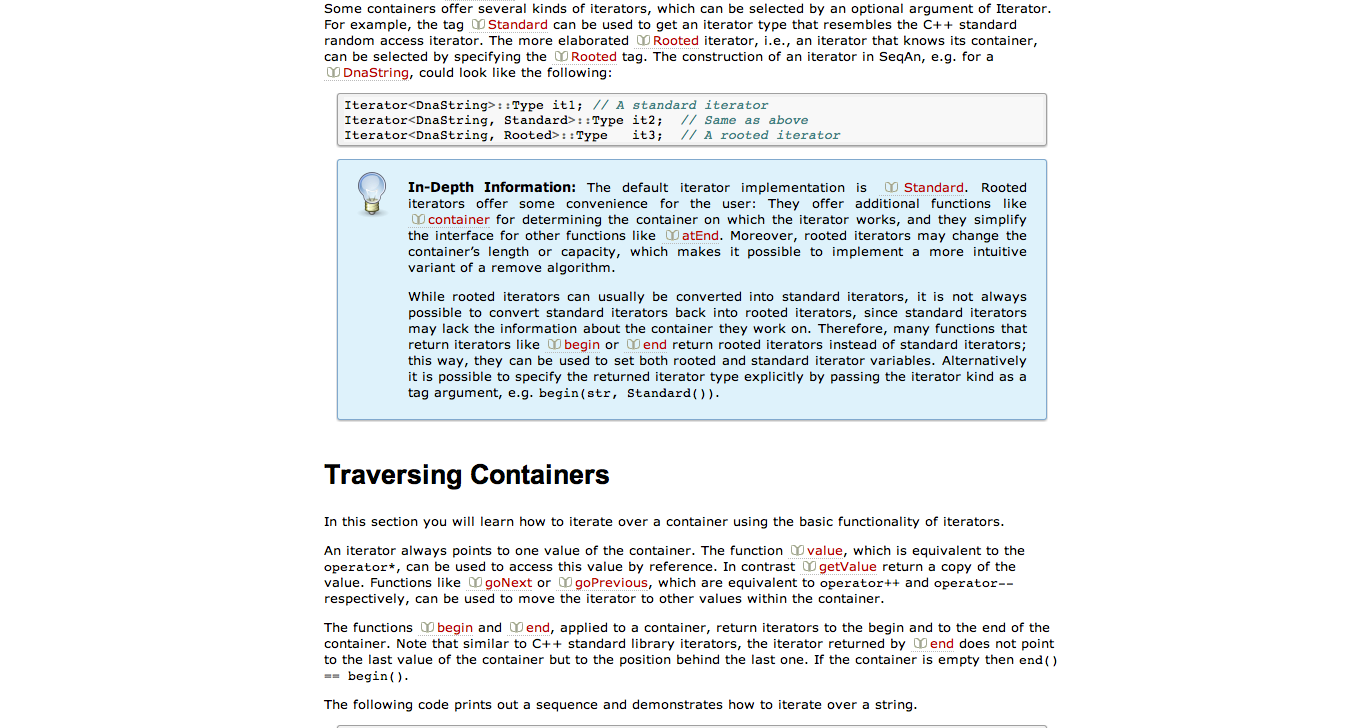 Some containers offer several kinds of iterators, which can be selected by an optional argument of Iterator.
For example, the tag Standard can be used to get an iterator type that resembles the C++ standard
random access iterator. The more elaborated Rooted iterator, i.e., an iterator that knows its container,
can be selected by specifying the Rooted tag. The construction of an iterator in SeqAn, e.g. for a
DnaString, could look like the following:
Iterator<DnaString>::Type it1; // A standard iterator
Iterator<DnaString, Standard>::Type it2;  // Same as above
Iterator<DnaString, Rooted>::Type   it3;  // A rooted iterator
In-Depth Information: The default iterator implementation is Standard. Rooted
iterators offer some convenience for the user: They offer additional functions like
container for determining the container on which the iterator works, and they simplify
the interface for other functions like atEnd. Moreover, rooted iterators may change the
container’s length or capacity, which makes it possible to implement a more intuitive
variant of a remove algorithm.
While rooted iterators can usually be converted into standard iterators, it is not always
possible to convert standard iterators back into rooted iterators, since standard iterators
may lack the information about the container they work on. Therefore, many functions that
return iterators like begin or end return rooted iterators instead of standard iterators;
this way, they can be used to set both rooted and standard iterator variables. Alternatively
it is possible to specify the returned iterator type explicitly by passing the iterator kind as a
tag argument, e.g. begin(str, Standard()).
Traversing Containers
In this section you will learn how to iterate over a container using the basic functionality of iterators.
An iterator always points to one value of the container. The function value, which is equivalent to the
operator*, can be used to access this value by reference. In contrast getValue return a copy of the
value. Functions like goNext or goPrevious, which are equivalent to operator++ and operator--
respectively, can be used to move the iterator to other values within the container.
The functions begin and end, applied to a container, return iterators to the begin and to the end of the
container. Note that similar to C++ standard library iterators, the iterator returned by end does not point
to the last value of the container but to the position behind the last one. If the container is empty then end()
== begin().
The following code prints out a sequence and demonstrates how to iterate over a string.